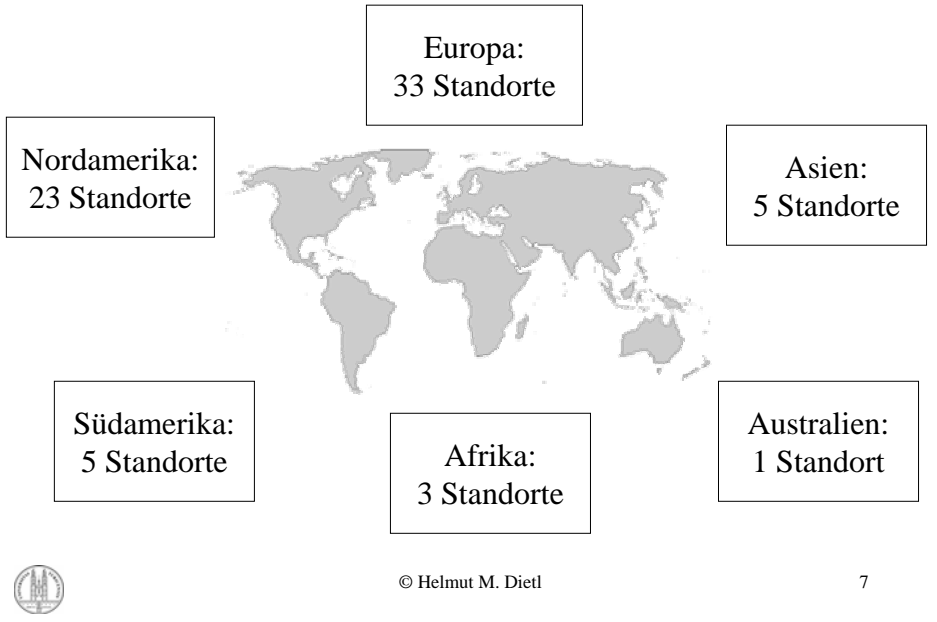 Europa:
33 Standorte
Nordamerika:
23 Standorte
Asien:
5 Standorte
Südamerika:
5 Standorte
Afrika:
3 Standorte
Australien:
1 Standort
© Helmut M. Dietl
7